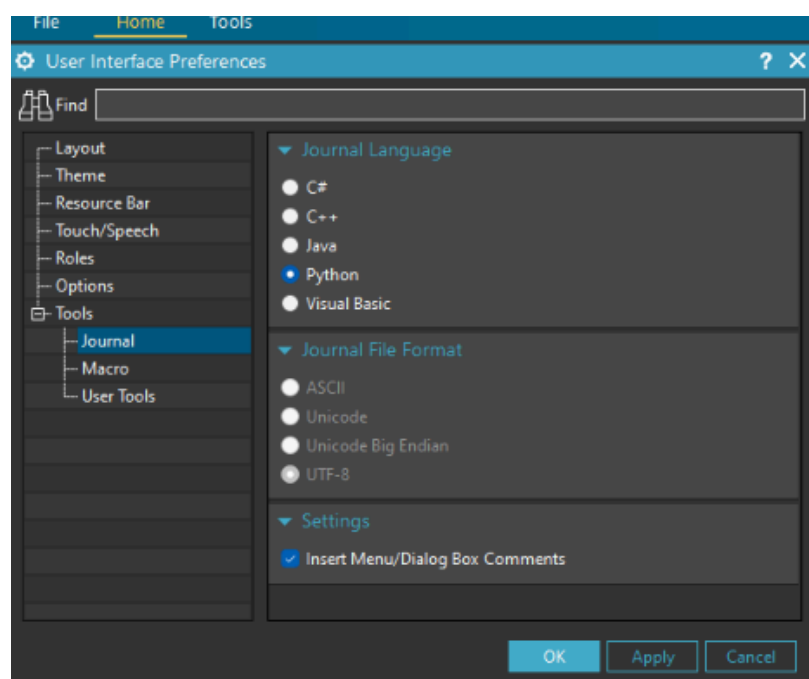 File Home Tools
User Interface Preferences ? X
Find
Layout
Theme
Resource Bar
Touch/Speech
Roles
Options
Tools
Journal
Macro
User Tools
Journal Language
C#
C++
Java
Python
Visual Basic
Journal File Format
ASCII
Unicode
Unicode Big Endian
UTF-8
Settings
Insert Menu/Dialog Box Comments
OK Apply Cancel